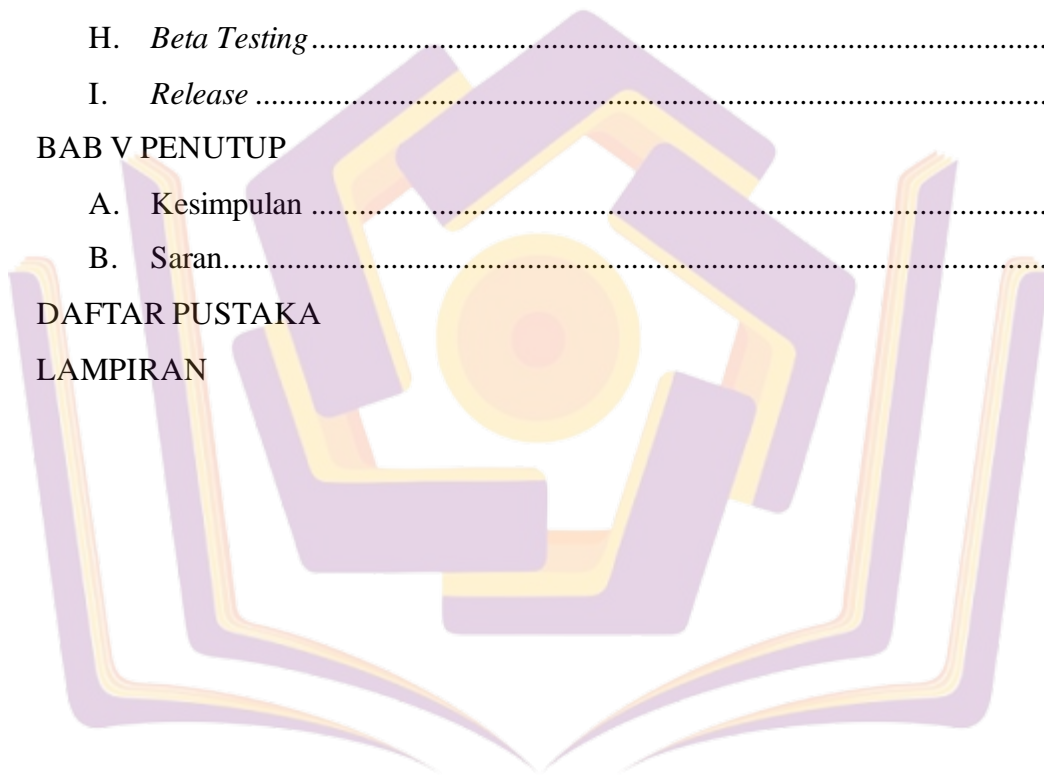 H. Beta Testing........................................................................................................
I. Release ........................................................................................................
BAB V PENUTUP
A. Kesimpulan ........................................................................................................
B. Saran........................................................................................................
DAFTAR PUSTAKA
LAMPIRAN